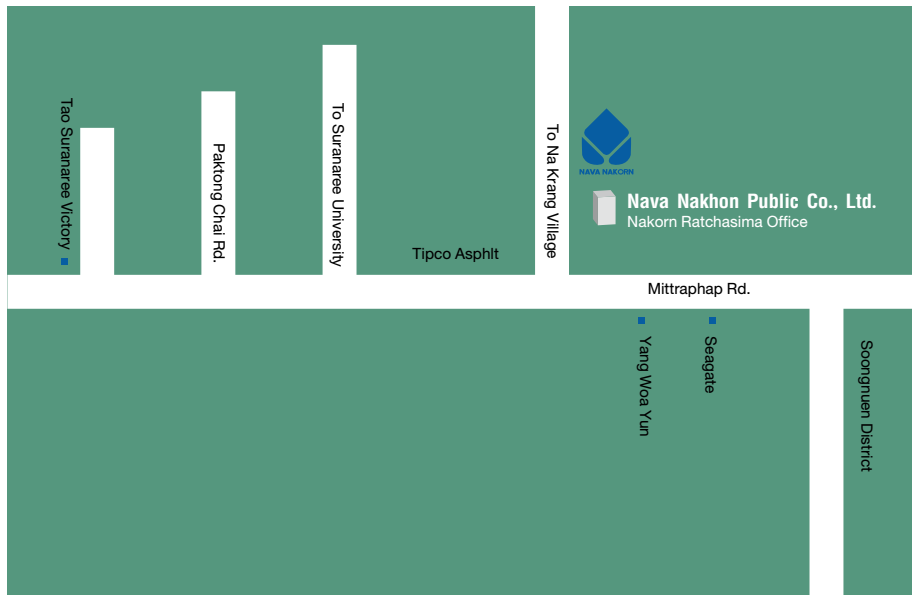 Tao Suranaree Victory
Paktong Chai Rd.
To Suranaree University
Tipco Asphlt
To Na Krang Village
NAVA NAKORN
Nava Nakhon Public Co., Ltd.
Nakorn Ratchasima Office
Mittraphap Rd.
Yang Woa Yun
Seagate
Soongnuen District